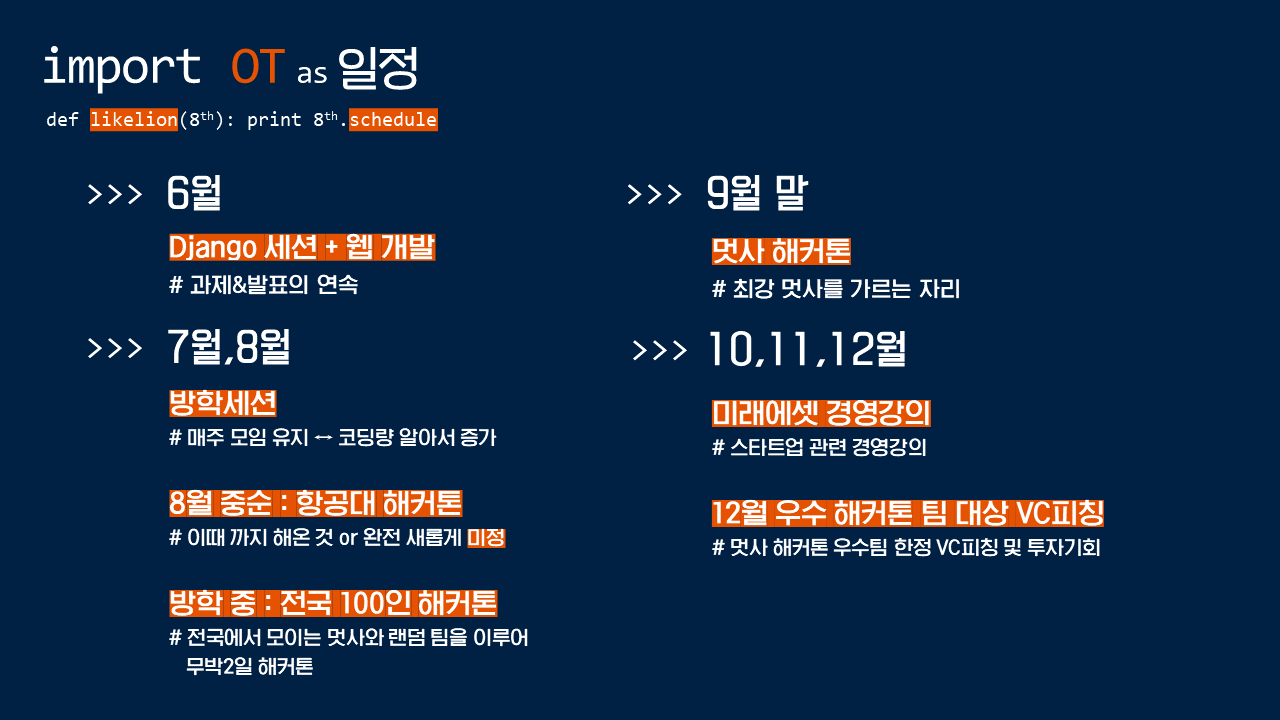 import OT as 일정
def likelion(8th): print 8th.schedule
>>> 6월
Django 세션 + 웹 개발
# 과제&발표의 연속
>>> 7월,8월
방학세션
# 매주 모임 유지 ↔ 코딩량 알아서 증가
8월 중순 : 항공대 해커톤
# 이때 까지 해온 것 or 완전 새롭게 미정
방학 중 : 전국 100인 해커톤
# 전국에서 모이는 멋사와 랜덤 팀을 이루어
무박2일 해커톤
>>> 9월 말
멋사 해커톤
# 최강 멋사를 가르는 자리
>>> 10,11,12월
미래에셋 경영강의
# 스타트업 관련 경영강의
12월 우수 해커톤 팀 대상 VC피칭
# 멋사 해커톤 우수팀 한정 VC피칭 및 투자기회